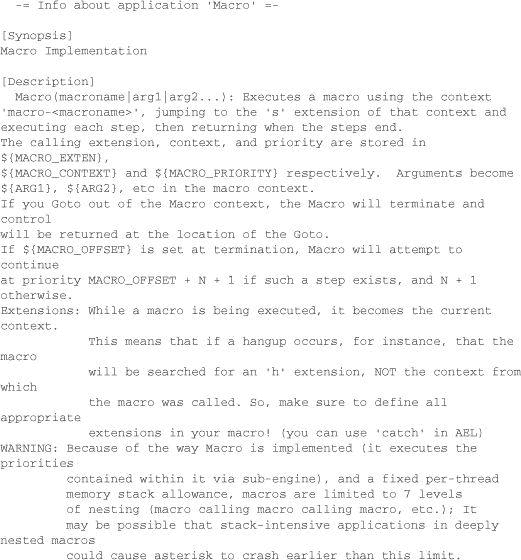 -= Info about application 'Macro' =-
[Synopsis]
Macro Implementation
[Description]
Macro(macroname|arg1|arg2...): Executes a macro using the context
'macro-<macroname>', jumping to the 's' extension of that context and
executing each step, then returning when the steps end.
The calling extension, context, and priority are stored in
${MACRO_EXTEN},
${MACRO_CONTEXT} and ${MACRO_PRIORITY} respectively.  Arguments become
${ARG1}, ${ARG2}, etc in the macro context.
If you Goto out of the Macro context, the Macro will terminate and
control
will be returned at the location of the Goto.
If ${MACRO_OFFSET} is set at termination, Macro will attempt to
continue
at priority MACRO_OFFSET + N + 1 if such a step exists, and N + 1
otherwise.
Extensions: While a macro is being executed, it becomes the current
context.
This means that if a hangup occurs, for instance, that the
macro
will be searched for an 'h' extension, NOT the context from
which
the macro was called. So, make sure to define all
appropriate
extensions in your macro! (you can use 'catch' in AEL)
WARNING: Because of the way Macro is implemented (it executes the
priorities
contained within it via sub-engine), and a fixed per-thread
memory stack allowance, macros are limited to 7 levels
of nesting (macro calling macro calling macro, etc.); It
may be possible that stack-intensive applications in deeply
nested macros
could cause asterisk to crash earlier than this limit.